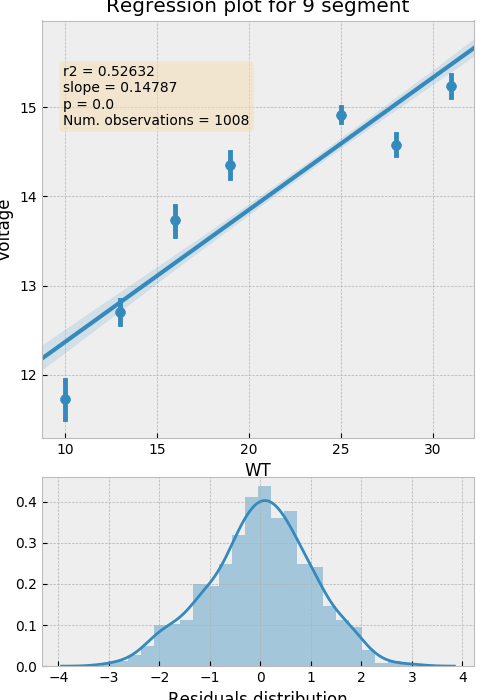 Regression plot for 9 segment
r2 = 0.52632
slope = 0.14787
p = 0.0
Num. observations = 1008
Voltage
15
14
13
12
10 15 20 25 30
WT
0.4
0.3
0.2
0.1
0.0
−4 −3 −2 −1 0 1 2 3 4
Residuals distribution